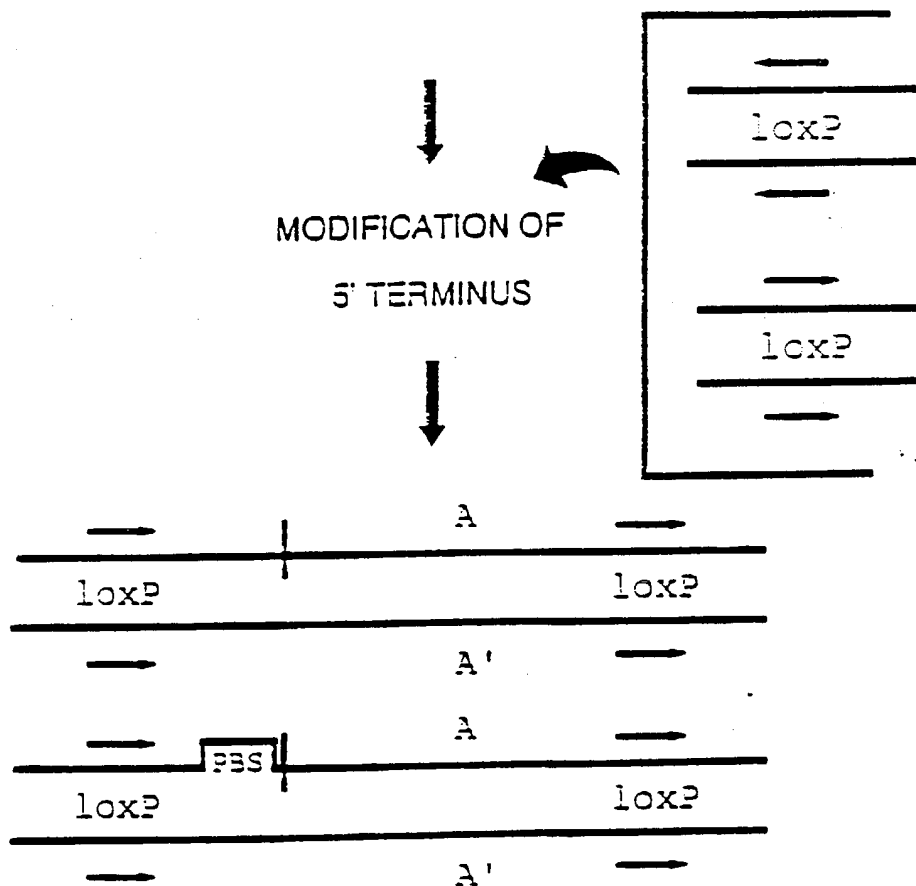 loxP
MODIFICATION OF
5' TERMINUS
loxP
A
loxP loxP
A'
A
PBS
loxP loxP
A'